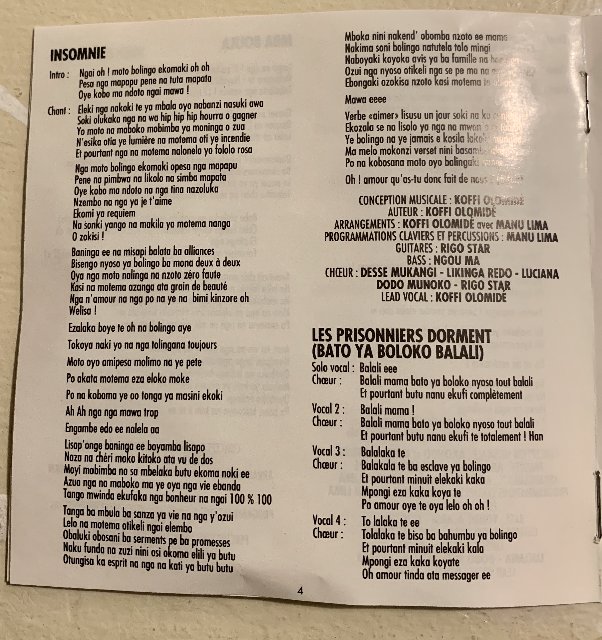 INSOMNIE
Intro : Ngai oh ! moto bolingo ekomaki oh oh
Pesa nga mapapu pene na tuta mapata
Oye koba ma ndoto ngai mawa !
Chant : Eleki nga nakoki te ya mbala oyo nabanzi nasuki awa
Soki olukaka nga na wa hip hip hip hourra o gagner
Yo moto na maboko mobimba ya moninga o zua
N'esika otia ye lumière na motema oti ye incendie
Et pourtant nga na motema nalonela yo fololo rosa
Nga moto bolingo ekomaki opesa nga mapapu
Pene na pimbwa na likolo na simba mapata
Oye koba ma ndoto na nga tina nazoluka
Nzembo na nga ya je t'aime
Ekomi ya requiem
Na sonki yango na makila ya motema nanga
O zokisi !
Baninga ee na misapi balata ba alliances
Bisengo nyoso ya bolingo ba mona deux à deux
Oya nga moto nalinga na nzoto zéro faute
Kasi na motema azanga ata grain de beauté
Nga n'amour na nga po na ye na bimi kinzore oh
Welisa !
Ezalaka boye te oh na bolingo aye
Tokoya naki yo na nga tolingana toujours
Moto oyo amipesa molimo na ye pete
Po akata motema eza eloko moke
Po na koboma ye oo tonga ya masini ekoki
Ah Ah nga nga mawa trop
Engambe edo ee nalela aa
Lisap'ange baninga ee boyamba lisapo
Naza na chéri moko kitoko ata vu de dos
Moyi mobimba na so mbelaka butu ekoma noki ee
Azua nga na maboko ma ye oya nga vie ebanda
Tango mwinda ekufaka nga bonheur na ngai 100 % 100
Tanga ba mbula ba sanza ya vie na nga y'ozui
Lelo na motema otikeli ngai elembo
Obaluki obosani ba serments pe ba promesses
Naku funda na zuzi nini osi okoma elili ya butu
Otungisa ka esprit na nga na kati ya butu butu
Mboka nini nakend' obomba nzoto ee mama
Nakima soni bolingo natutela tolo mingi
Naboyaki kayoka avis ya ba famille na
Ozui nga nyoso otikeli nga se pe ma na
Ebongaki azokisa nzoto kasi motema
Mawa eeee
Verbe «aimer» lisusu un jour soki na
Ekozola se na lisolo ya nga na mwon
Ye bolingo na ye jamais e kosila
Ma melo mokonzi verset nini
Po na kobosana moto oyo
Oh ! amour qu'as-tu donc fait de
CONCEPTION MUSICALE : KOFFI OLOMIDE
AUTEUR : KOFFI OLOMIDE
ARRANGEMENTS : KOFFI OLOMIDE avec MANU LIMA
PROGRAMMATIONS CLAVIERS ET PERCUSSIONS : MANU LIMA
GUITARES : RIGO STAR
BASS : NGOU MA
CHŒUR : DESSE MUKANGI - LIKINGA REDO - LUCIANA
DODO MUNOKO - RIGO STAR
LEAD VOCAL : KOFFI OLOMIDE
LES PRISONNIERS DORMENT
(BATO YA BOLOKO BALALI)
Solo vocal : Balali eee
Chœur : Balali mama bato ya boloko nyoso tout balali
Et pourtant butu nanu ekufi complètement
Vocal 2 : Balali mama !
Chœur : Balali mama bato ya boloko nyoso tout balali
Et pourtant butu nanu ekufi te totalement ! Han
Vocal 3 : Balalaka te
Chœur : Balakala te ba esclave ya bolingo
Et pourtant minuit elekaki kaka
Mpongi eza kaka koya te
Po amour oye te oya lelo oh oh !
Vocal 4 : To lalaka te ee
Chœur : Tolalaka te biso ba bahumbu ya bolingo
Et pourtant minuit elekaki kala
Mpongi eza kaka koyate
Oh amour tinda ata messager ee
4